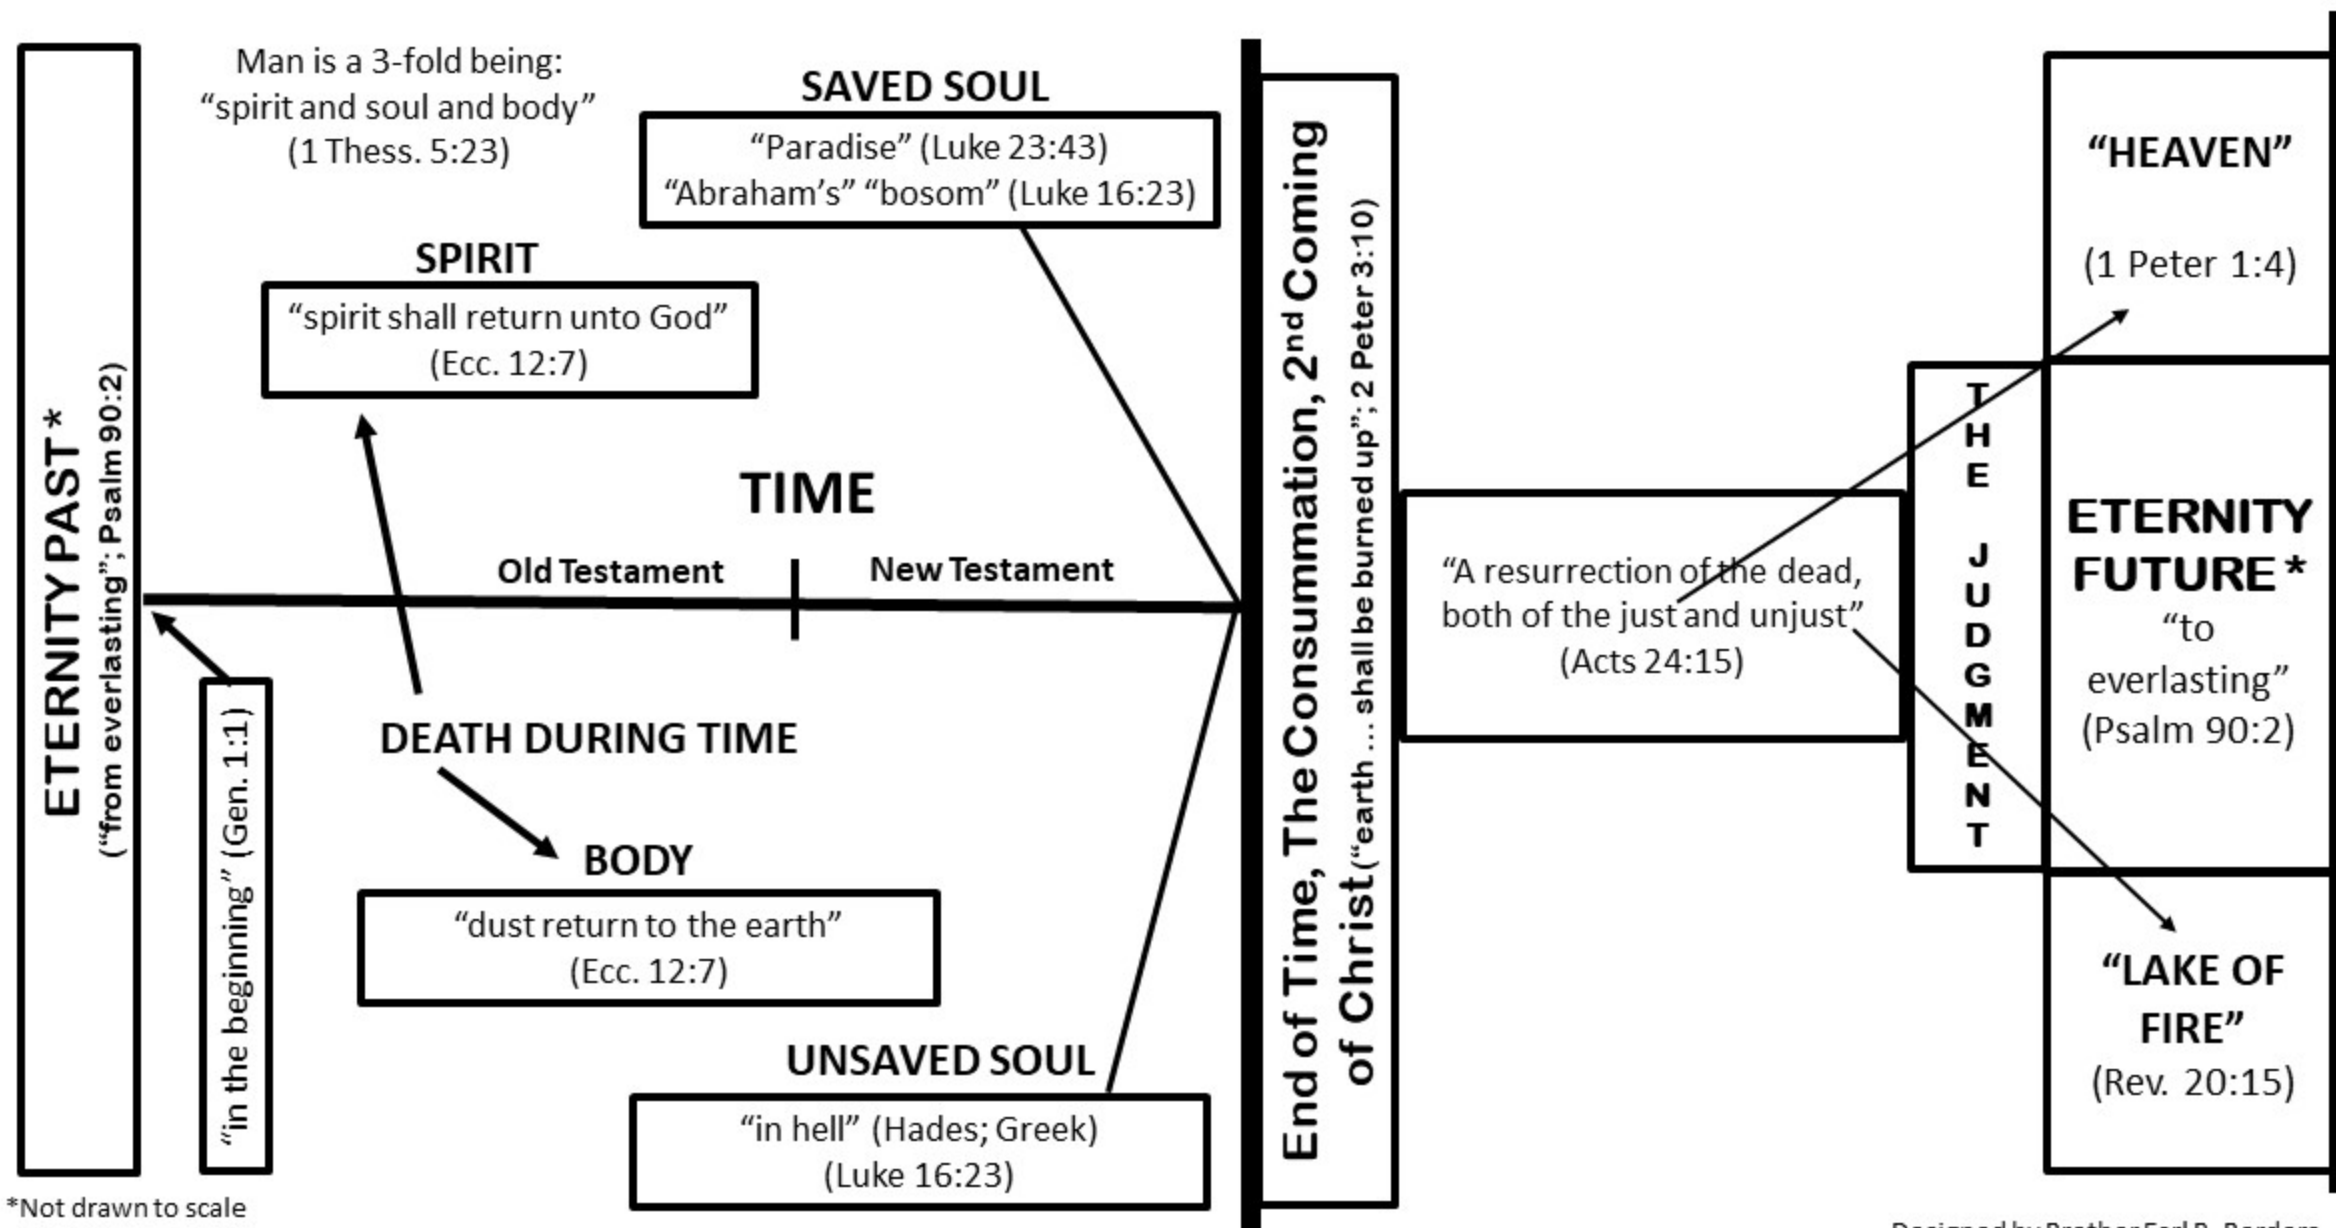 Man is a 3-fold being:
“spirit and soul and body”
(1 Thess. 5:23)
SAVED SOUL
“Paradise” (Luke 23:43)
“Abraham’s” “bosom” (Luke 16:23)
SPIRIT
“spirit shall return unto God”
(Ecc. 12:7)
ETERNITY PAST*
(“from everlasting”; Psalm 90:2)
TIME
Old Testament
New Testament
“in the beginning” (Gen. 1:1)
DEATH DURING TIME
BODY
“dust return to the earth”
(Ecc. 12:7)
UNSAVED SOUL
“in hell” (Hades; Greek)
(Luke 16:23)
End of Time, The Consummation, 2nd Coming
of Christ(“earth ... shall be burned up”; 2 Peter 3:10)
“A resurrection of the dead,
both of the just and unjust”
(Acts 24:15)
THE JUDGMENT
“HEAVEN”
(1 Peter 1:4)
ETERNITY
FUTURE*
“to
everlasting”
(Psalm 90:2)
“LAKE OF
FIRE”
(Rev. 20:15)
*Not drawn to scale
Designed by Brother Earl B.